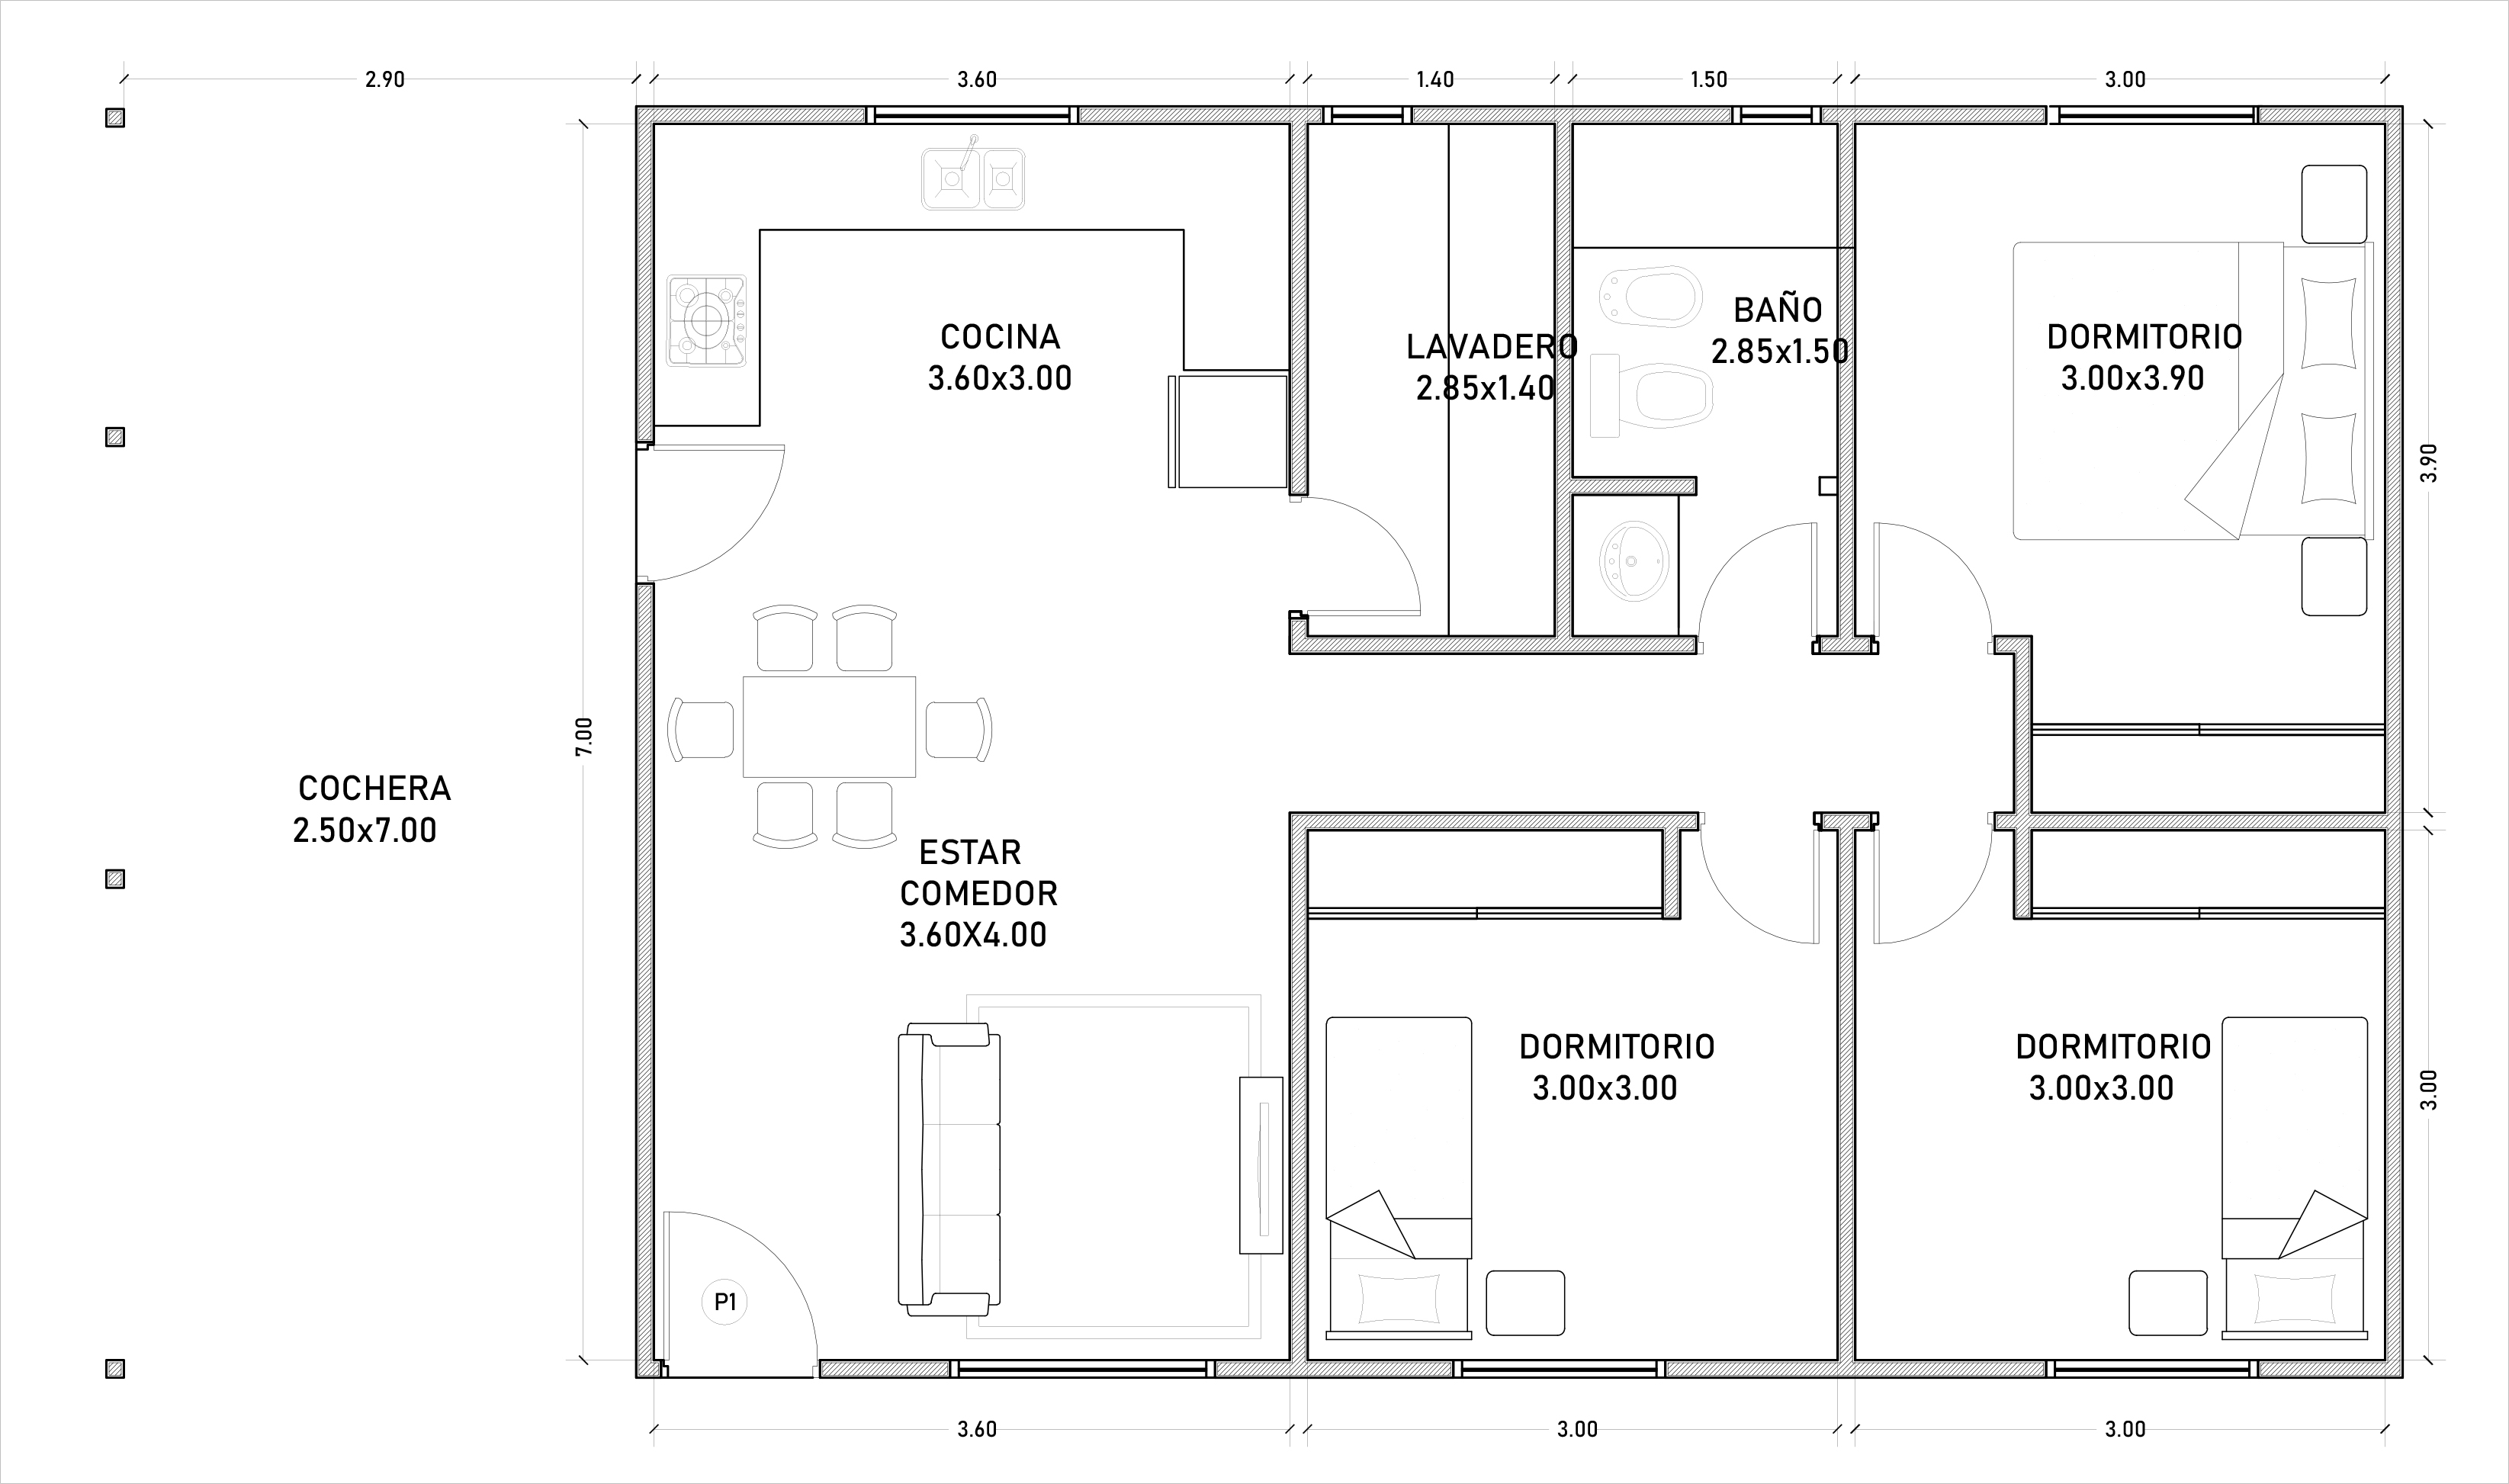 2.90
3.60
1.40
1.50
3.00
COCINA
3.60x3.00
LAVADERO
2.85x1.40
BAÑO
2.85x1.50
DORMITORIO
3.00x3.90
3.90
7.00
COCHERA
2.50x7.00
ESTAR
COMEDOR
3.60X4.00
DORMITORIO
3.00x3.00
DORMITORIO
3.00x3.00
3.00
P1
3.60
3.00
3.00